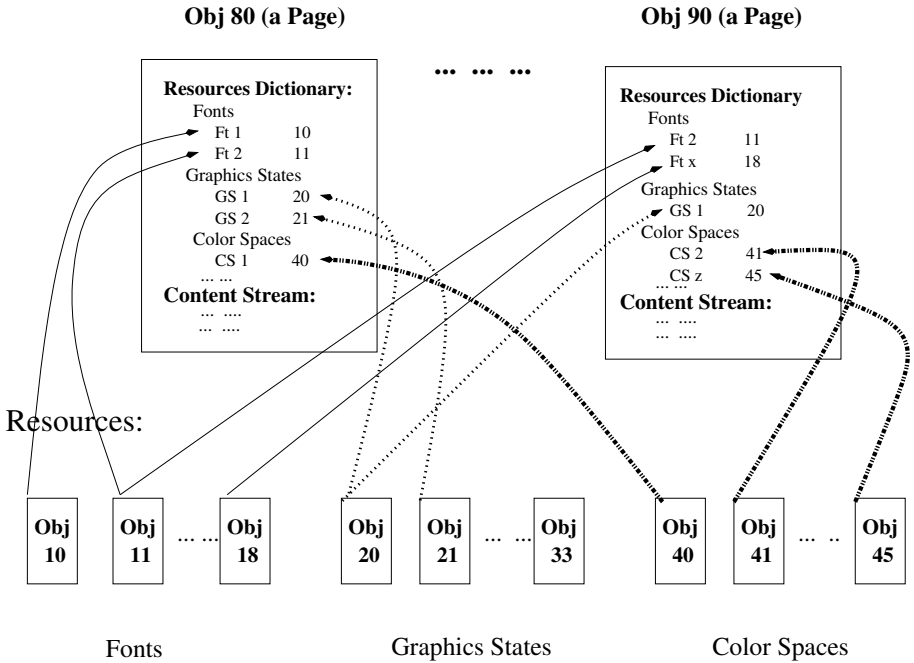 Obj 80 (a Page)
Obj 90 (a Page)
... ... ...
Resources Dictionary:
Fonts
Ft 1 10
Ft 2 11
Graphics States
GS 1 20
GS 2 21
Color Spaces
CS 1 40
... ...
Content Stream:
... ....
... ....
Resources Dictionary
Fonts
Ft 2 11
Ft x 18
Graphics States
GS 1 20
Color Spaces
CS 2 41
CS z 45
... ...
Content Stream:
... ....
... ....
Resources:
Obj 10
Obj 11
... ...
Obj 18
Obj 20
Obj 21
... ...
Obj 33
Obj 40
Obj 41
... ..
Obj 45
Fonts
Graphics States
Color Spaces